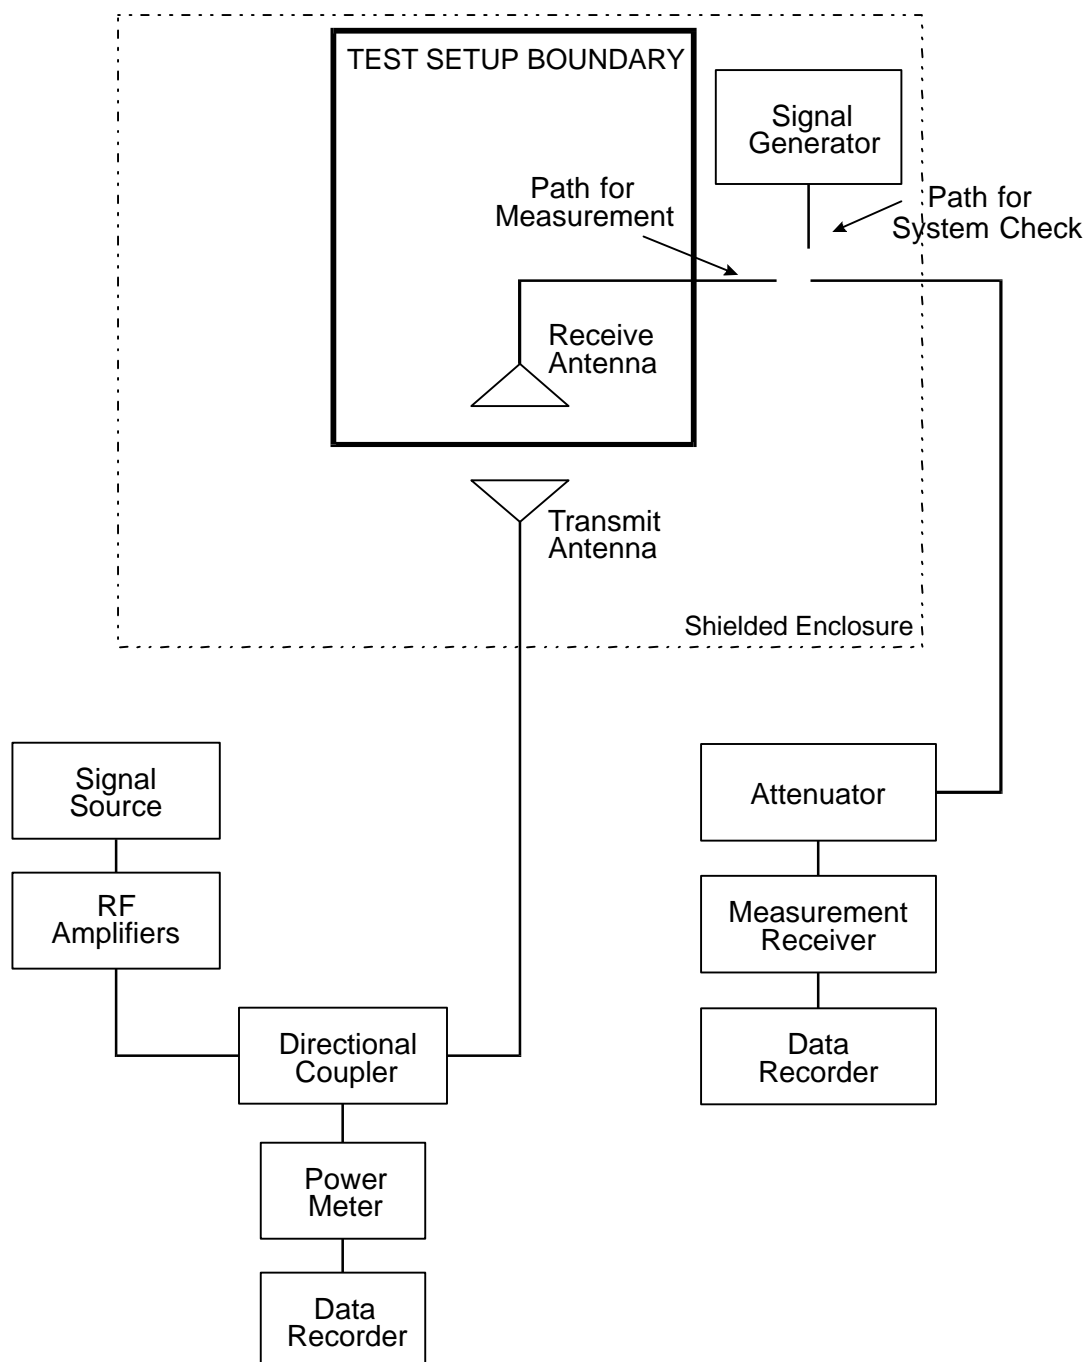 TEST SETUP BOUNDARY
Signal
Generator
Path for
Measurement
Path for
System Check
Receive
Antenna
Transmit
Antenna
Shielded Enclosure
Signal
Source
Attenuator
RF
Amplifiers
Measurement
Receiver
Directional
Coupler
Data
Recorder
Power
Meter
Data
Recorder